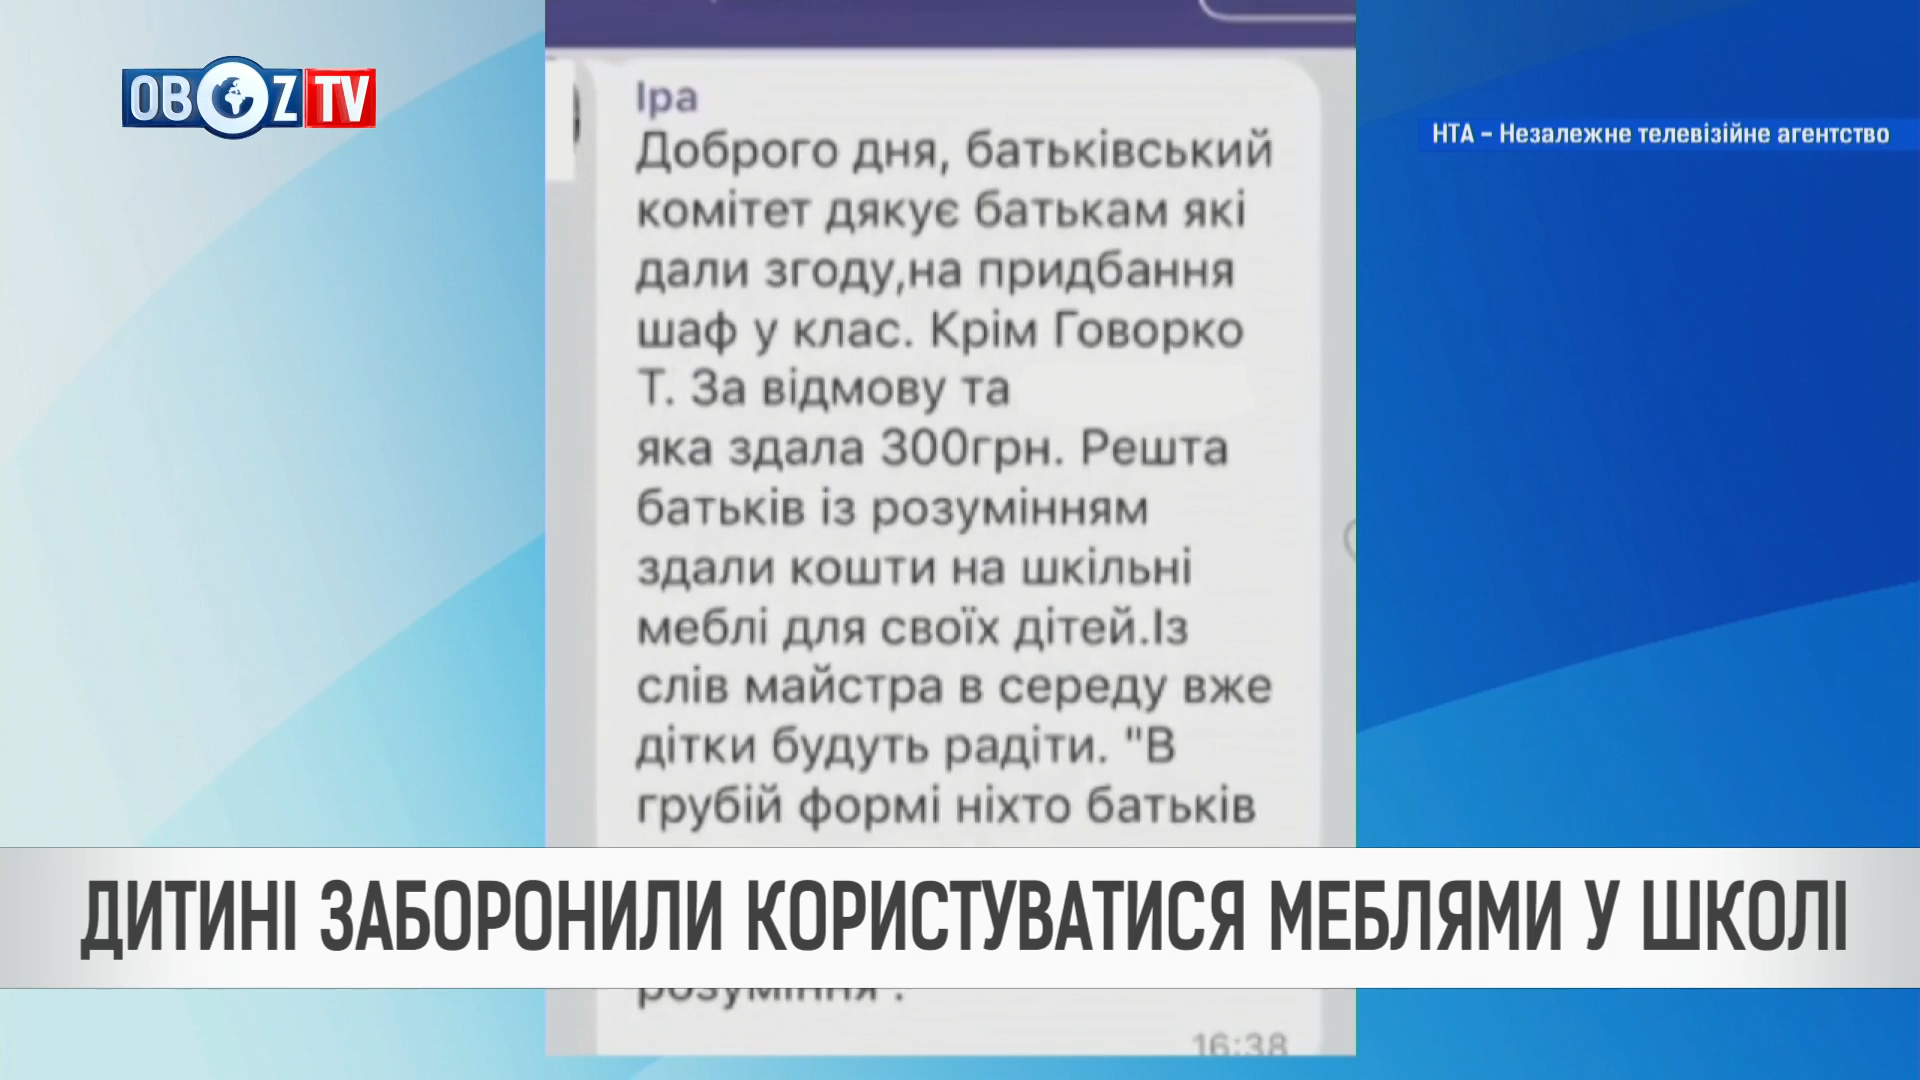 OBOZ TV
НТА – Незалежне телевізійне агентство
Іра
Доброго дня, батьківський
комітет дякує батькам які
дали згоду,на придбання
шаф у клас. Крім Говорко
Т. За відмову та
яка здала 300грн. Решта
батьків із розумінням
здали кошти на шкільні
меблі для своїх дітей.Із
слів майстра в середу вже
дітки будуть радіти. "В
грубій формі ніхто батьків
ДИТИНІ ЗАБОРОНИЛИ КОРИСТУВАТИСЯ МЕБЛЯМИ У ШКОЛІ
розуміння".
16:38